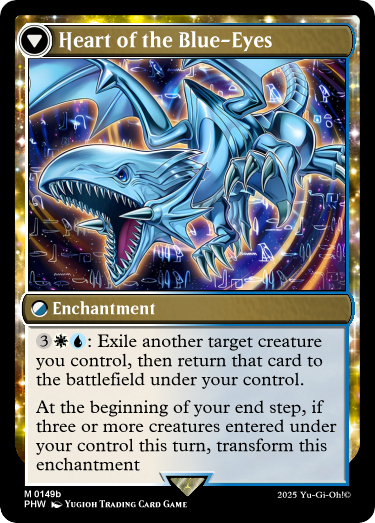 Heart of the Blue-Eyes
Enchantment
3: Exile another target creature
you control, then return that card to
the battlefield under your control.
At the beginning of your end step, if
three or more creatures entered under
your control this turn, transform this
enchantment
M 0149b
PHW Yugioh Trading Card Game
2025 Yu-Gi-Oh!©